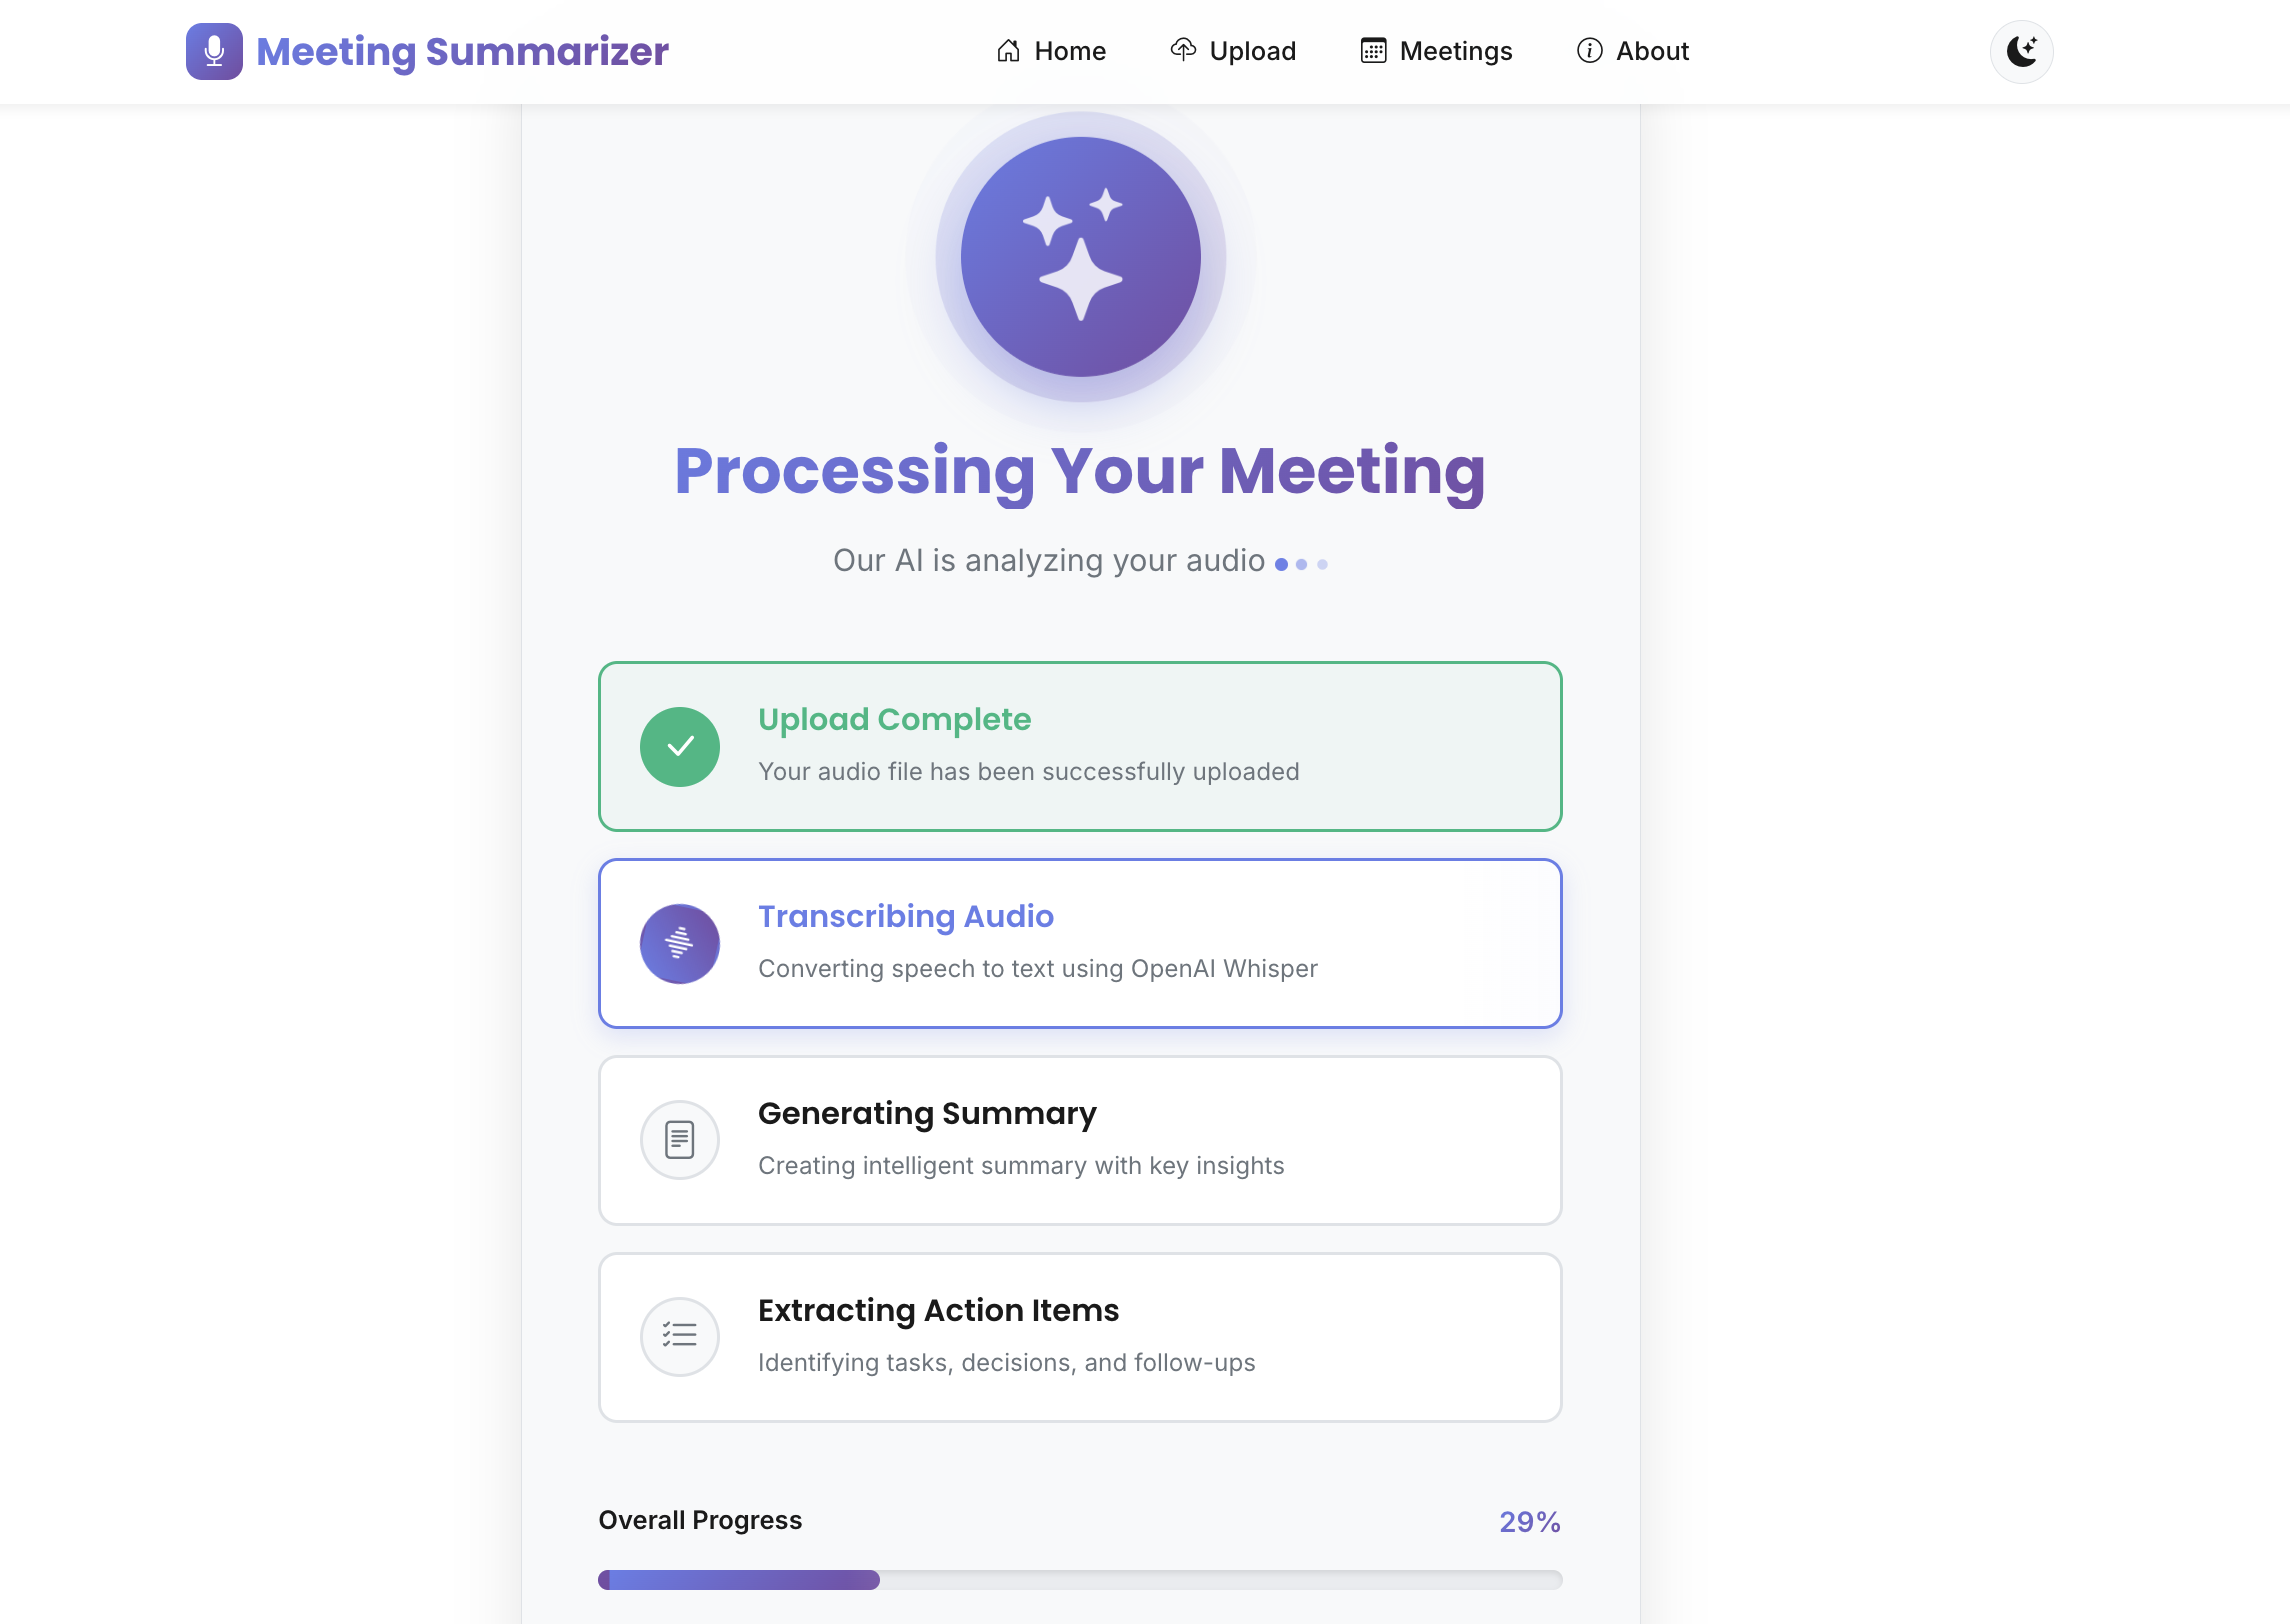 Meeting Summarizer
Home
Upload
Meetings
About
Processing Your Meeting
Our AI is analyzing your audio
Upload Complete
Your audio file has been successfully uploaded
Transcribing Audio
Converting speech to text using OpenAI Whisper
Generating Summary
Creating intelligent summary with key insights
Extracting Action Items
Identifying tasks, decisions, and follow-ups
Overall Progress
29%